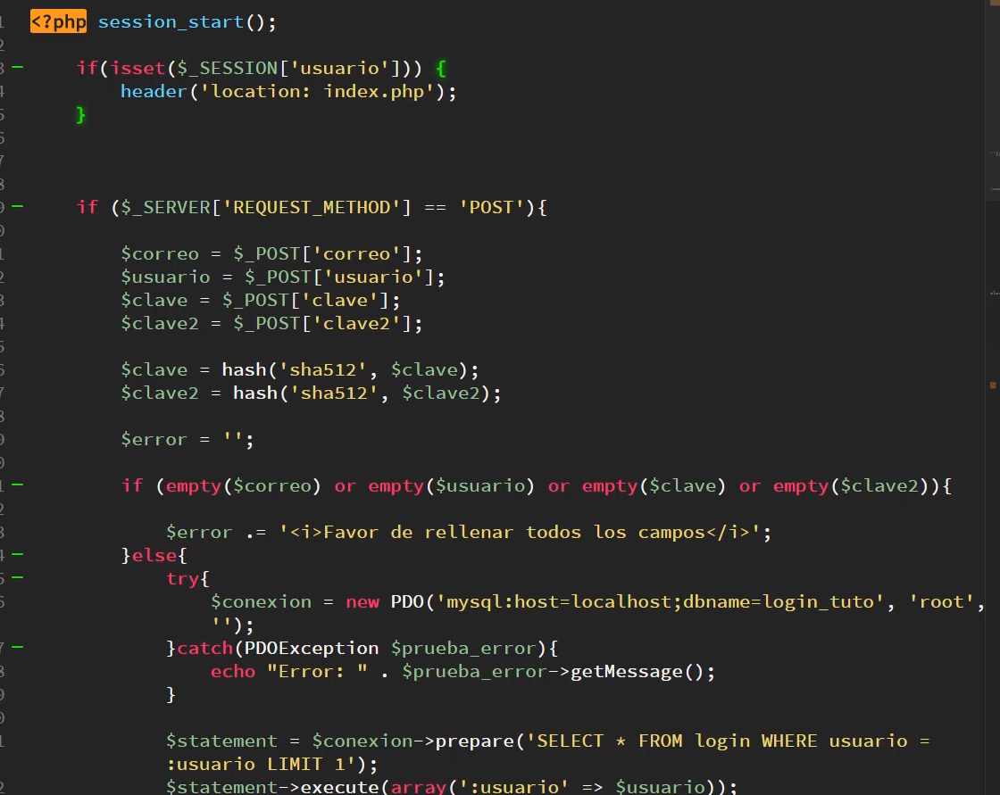 <?php session_start();
if(isset($_SESSION['usuario'])) {
header('location: index.php');
}
if ($_SERVER['REQUEST_METHOD'] == 'POST'){
$correo = $_POST['correo'];
$usuario = $_POST['usuario'];
$clave = $_POST['clave'];
$clave2 = $_POST['clave2'];
$clave = hash('sha512', $clave);
$clave2 = hash('sha512', $clave2);
$error = '';
if (empty($correo) or empty($usuario) or empty($clave) or empty($clave2)){
$error .= '<i>Favor de rellenar todos los campos</i>';
}else{
try{
$conexion = new PDO('mysql:host=localhost;dbname=login_tuto', 'root',
'');
}catch(PDOException $prueba_error){
echo "Error: " . $prueba_error->getMessage();
}
$statement = $conexion->prepare('SELECT * FROM login WHERE usuario =
:usuario LIMIT 1');
$statement->execute(array(':usuario' => $usuario));